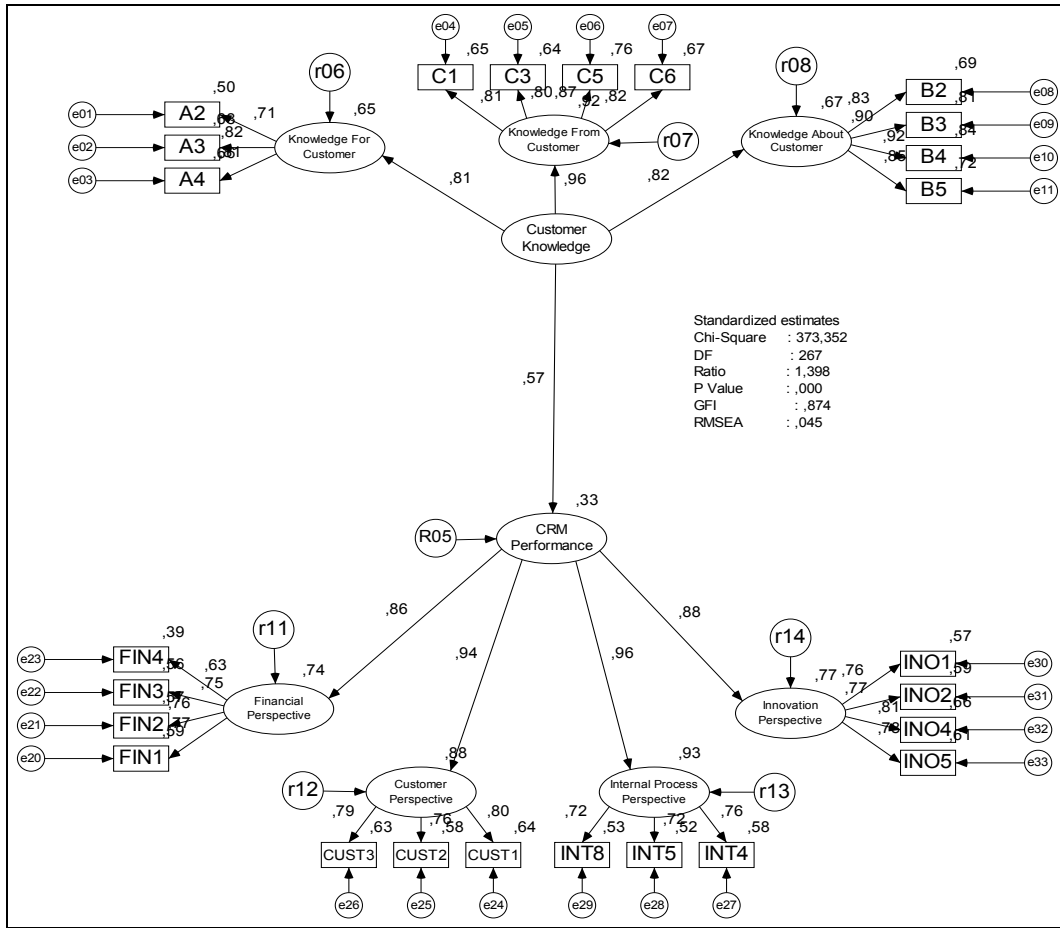 e04
e05
e06
e07
,65
,64
,76
,67
C1
C3
C5
C6
r06
r08
,69
,50
,71
,65
,81
,80
,87
,92
,82
,67
,83
,90
,92
,85
B2
e08
,81
e01
A2
e02
A3
,82
e03
A4
Knowledge For
Customer
Knowledge From
Customer
r07
Knowledge About
Customer
B3
e09
,84
B4
e10
,72
B5
e11
,81
,96
,82
Customer
Knowledge
Standardized estimates
Chi-Square : 373,352
DF : 267
Ratio : 1,398
P Value : ,000
GFI : ,874
RMSEA : ,045
,57
,33
R05
CRM
Performance
,86
,94
,96
,88
r11
r14
,39
,63
,74
,75
,76
,77
,59
e23
FIN4
,56
e22
FIN3
e21
FIN2
e20
FIN1
Financial
Perspective
Innovation
Perspective
,77
,76
,77
,81
,78
,57
INO1
e30
,59
INO2
e31
,66
INO4
e32
,61
INO5
e33
,88
,93
r12
Customer
Perspective
Internal Process
Perspective
r13
,79
,63
,76
,58
,80
,64
,72
,53
,72
,52
,76
,58
CUST3
CUST2
CUST1
INT8
INT5
INT4
e26
e25
e24
e29
e28
e27